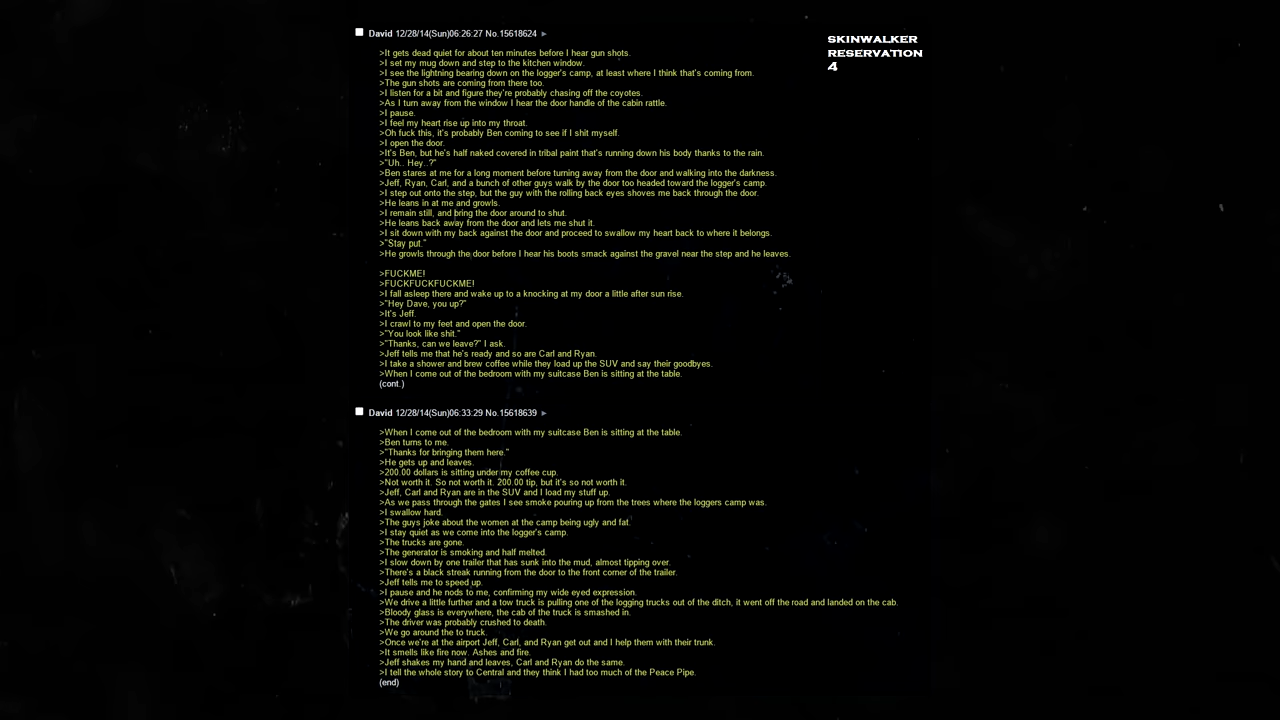 SKINWALKER
RESERVATION
4
David 12/28/14(Sun)06:26:27 No.15618624 ►
>It gets dead quiet for about ten minutes before I hear gun shots.
>I set my mug down and step to the kitchen window.
>I see the lightning bearing down on the logger's camp, at least where I think that's coming from.
>The gun shots are coming from there too.
>I listen for a bit and figure they're probably chasing off the coyotes.
>As I turn away from the window I hear the door handle of the cabin rattle.
>I pause.
>I feel my heart rise up into my throat.
>Oh fuck this, it's probably Ben coming to see if I shit myself.
>I open the door.
>It's Ben, but he's half naked covered in tribal paint that's running down his body thanks to the rain.
>"Uh.. Hey..?"
>Ben stares at me for a long moment before turning away from the door and walking into the darkness.
>Jeff, Ryan, Carl, and a bunch of other guys walk by the door too headed toward the logger's camp.
>I step out onto the step, but the guy with the rolling back eyes shoves me back through the door.
>He leans in at me and growls.
>I remain still, and bring the door around to shut.
>He leans back away from the door and lets me shut it.
>I sit down with my back against the door and proceed to swallow my heart back to where it belongs.
>"Stay put."
>He growls through the door before I hear his boots smack against the gravel near the step and he leaves.
>FUCKME!
>FUCKFUCKFUCKME!
>I fall asleep there and wake up to a knocking at my door a little after sun rise.
>"Hey Dave, you up?"
>It's Jeff.
>I crawl to my feet and open the door.
>"You look like shit."
>"Thanks, can we leave?" I ask.
>Jeff tells me that he's ready and so are Carl and Ryan.
>I take a shower and brew coffee while they load up the SUV and say their goodbyes.
>When I come out of the bedroom with my suitcase Ben is sitting at the table.
(cont.)
David 12/28/14(Sun)06:33:29 No.15618639 ►
>When I come out of the bedroom with my suitcase Ben is sitting at the table.
>Ben turns to me.
>"Thanks for bringing them here."
>He gets up and leaves.
>200.00 dollars is sitting under my coffee cup.
>Not worth it. So not worth it. 200.00 tip, but it's so not worth it.
>Jeff, Carl and Ryan are in the SUV and I load my stuff up.
>As we pass through the gates I see smoke pouring up from the trees where the loggers camp was.
>I swallow hard.
>The guys joke about the women at the camp being ugly and fat.
>I stay quiet as we come into the logger's camp.
>The trucks are gone.
>The generator is smoking and half melted.
>I slow down by one trailer that has sunk into the mud, almost tipping over.
>There's a black streak running from the door to the front corner of the trailer.
>Jeff tells me to speed up.
>I pause and he nods to me, confirming my wide eyed expression.
>We drive a little further and a tow truck is pulling one of the logging trucks out of the ditch, it went off the road and landed on the cab.
>Bloody glass is everywhere, the cab of the truck is smashed in.
>The driver was probably crushed to death.
>We go around the to truck.
>Once we're at the airport Jeff, Carl, and Ryan get out and I help them with their trunk.
>It smells like fire now. Ashes and fire.
>Jeff shakes my hand and leaves, Carl and Ryan do the same.
>I tell the whole story to Central and they think I had too much of the Peace Pipe.
(end)